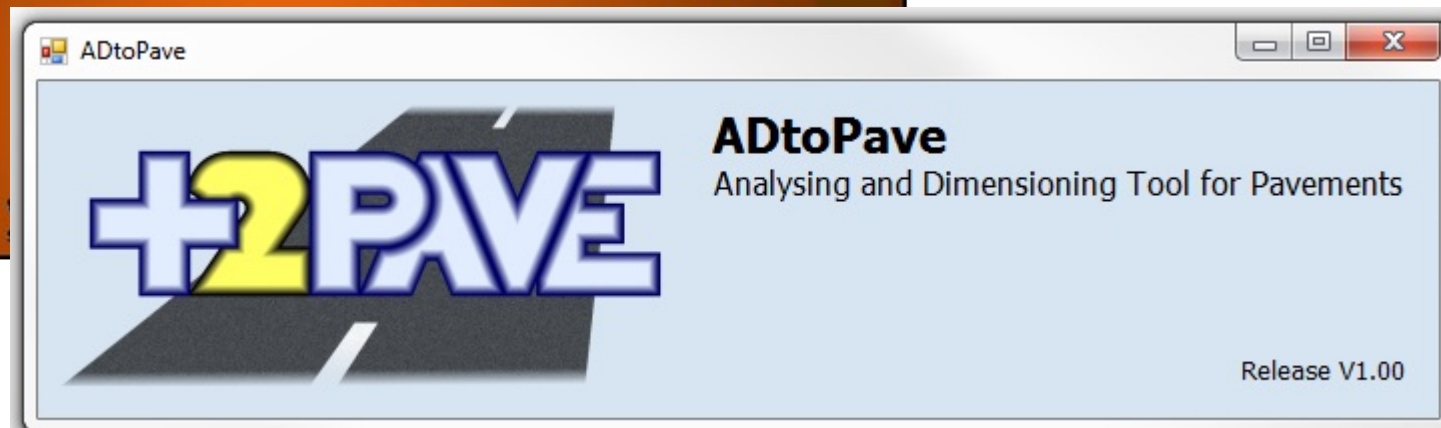 ADtoPave
+2PAVE
ADtoPave
Analysing and Dimensioning Tool for Pavements
Release V1.00